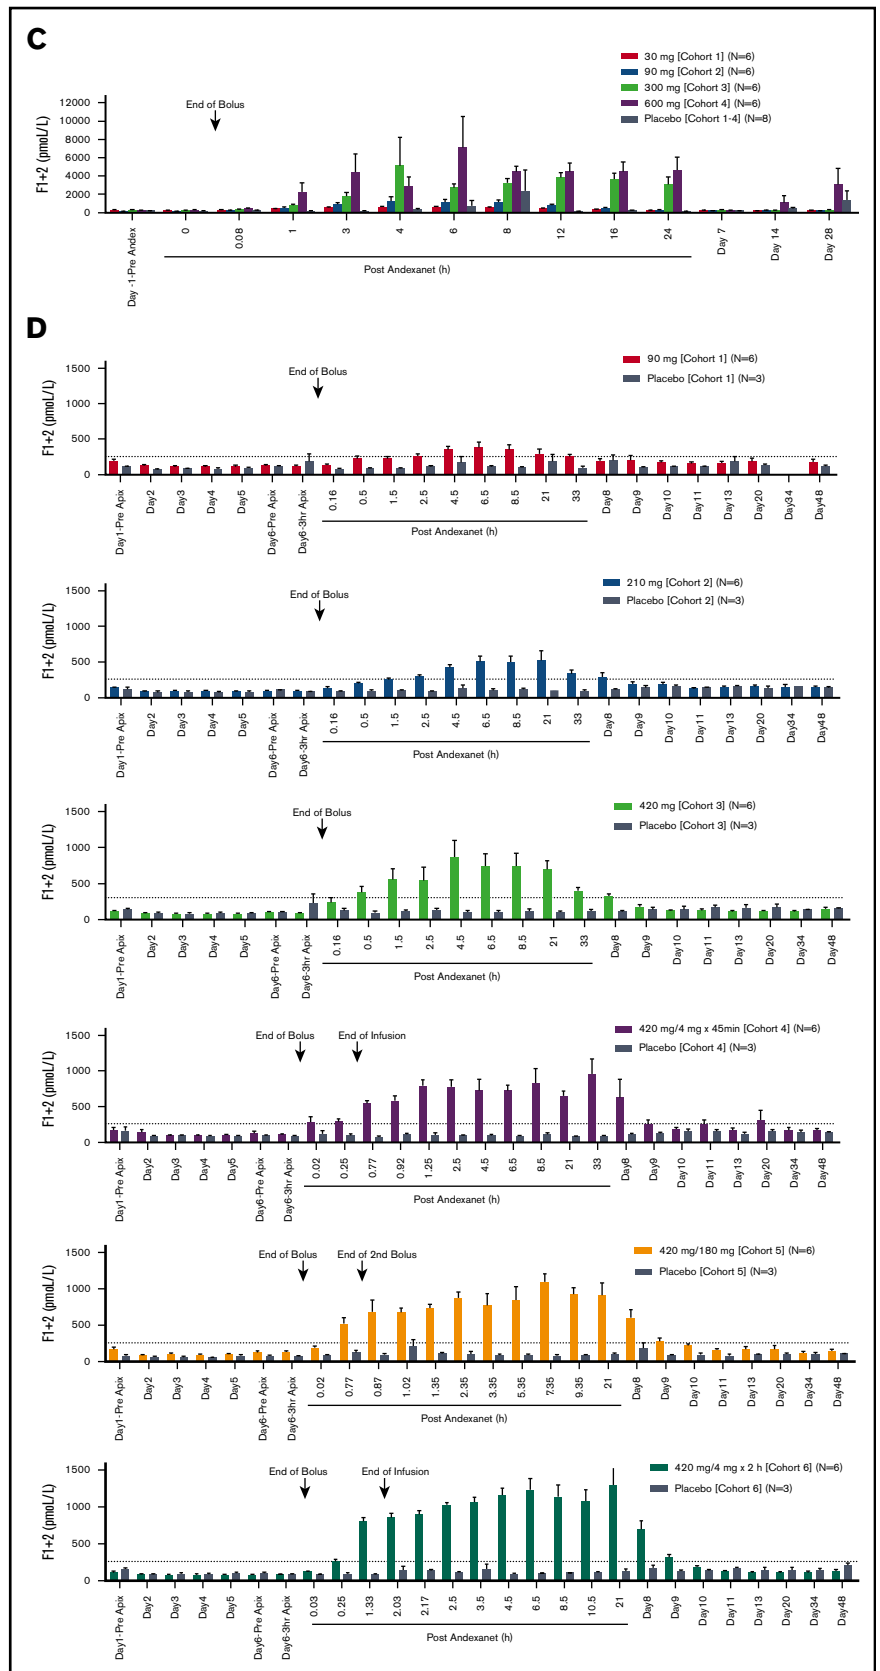 C
30 mg [Cohort 1] (N=6)
90 mg [Cohort 2] (N=6)
300 mg [Cohort 3] (N=6)
600 mg [Cohort 4] (N=6)
Placebo [Cohort 1-4] (N=8)
End of Bolus
F1+2 (pmoL/L)
12000
10000
8000
6000
4000
2000
0
Day -1-Pre Andex 0 0.08 1 3 4 6 8 12 16 24 Day 7 Day 14 Day 28
Post Andexanet (h)
D
90 mg [Cohort 1] (N=6)
Placebo [Cohort 1] (N=3)
End of Bolus
F1+2 (pmoL/L)
1500
1000
500
0
Day1-Pre Apix Day2 Day3 Day4 Day5 Day6-Pre Apix Day6-3hr Apix 0.16 0.5 1.5 2.5 4.5 6.5 8.5 21 33 Day8 Day9 Day10 Day11 Day13 Day20 Day34 Day48
Post Andexanet (h)
210 mg [Cohort 2] (N=6)
Placebo [Cohort 2] (N=3)
End of Bolus
F1+2 (pmoL/L)
1500
1000
500
0
Day1-Pre Apix Day2 Day3 Day4 Day5 Day6-Pre Apix Day6-3hr Apix 0.16 0.5 1.5 2.5 4.5 6.5 8.5 21 33 Day8 Day9 Day10 Day11 Day13 Day20 Day34 Day48
Post Andexanet (h)
420 mg [Cohort 3] (N=6)
Placebo [Cohort 3] (N=3)
End of Bolus
F1+2 (pmoL/L)
1500
1000
500
0
Day1-Pre Apix Day2 Day3 Day4 Day5 Day6-Pre Apix Day6-3hr Apix 0.16 0.5 1.5 2.5 4.5 6.5 8.5 21 33 Day8 Day9 Day10 Day11 Day13 Day20 Day34 Day48
Post Andexanet (h)
420 mg/4 mg x 45min [Cohort 4] (N=6)
Placebo [Cohort 4] (N=3)
End of Bolus End of Infusion
F1+2 (pmoL/L)
1500
1000
500
0
Day1-Pre Apix Day2 Day3 Day4 Day5 Day6-Pre Apix Day6-3hr Apix 0.02 0.25 0.77 0.92 1.25 2.5 4.5 6.5 8.5 21 33 Day8 Day9 Day10 Day11 Day13 Day20 Day34 Day48
Post Andexanet (h)
420 mg/180 mg [Cohort 5] (N=6)
Placebo [Cohort 5] (N=3)
End of Bolus End of 2nd Bolus
F1+2 (pmoL/L)
1500
1000
500
0
Day1-Pre Apix Day2 Day3 Day4 Day5 Day6-Pre Apix Day6-3hr Apix 0.02 0.77 0.87 1.02 1.35 2.35 3.35 5.35 7.35 9.35 21 Day8 Day9 Day10 Day11 Day13 Day20 Day34 Day48
Post Andexanet (h)
420 mg/4 mg x 2 h [Cohort 6] (N=6)
Placebo [Cohort 6] (N=3)
End of Bolus End of Infusion
F1+2 (pmoL/L)
1500
1000
500
0
Day1-Pre Apix Day2 Day3 Day4 Day5 Day6-Pre Apix Day6-3hr Apix 0.03 0.25 1.33 2.03 2.17 2.5 3.5 4.5 6.5 8.5 10.5 21 Day8 Day9 Day10 Day11 Day13 Day20 Day34 Day48
Post Andexanet (h)